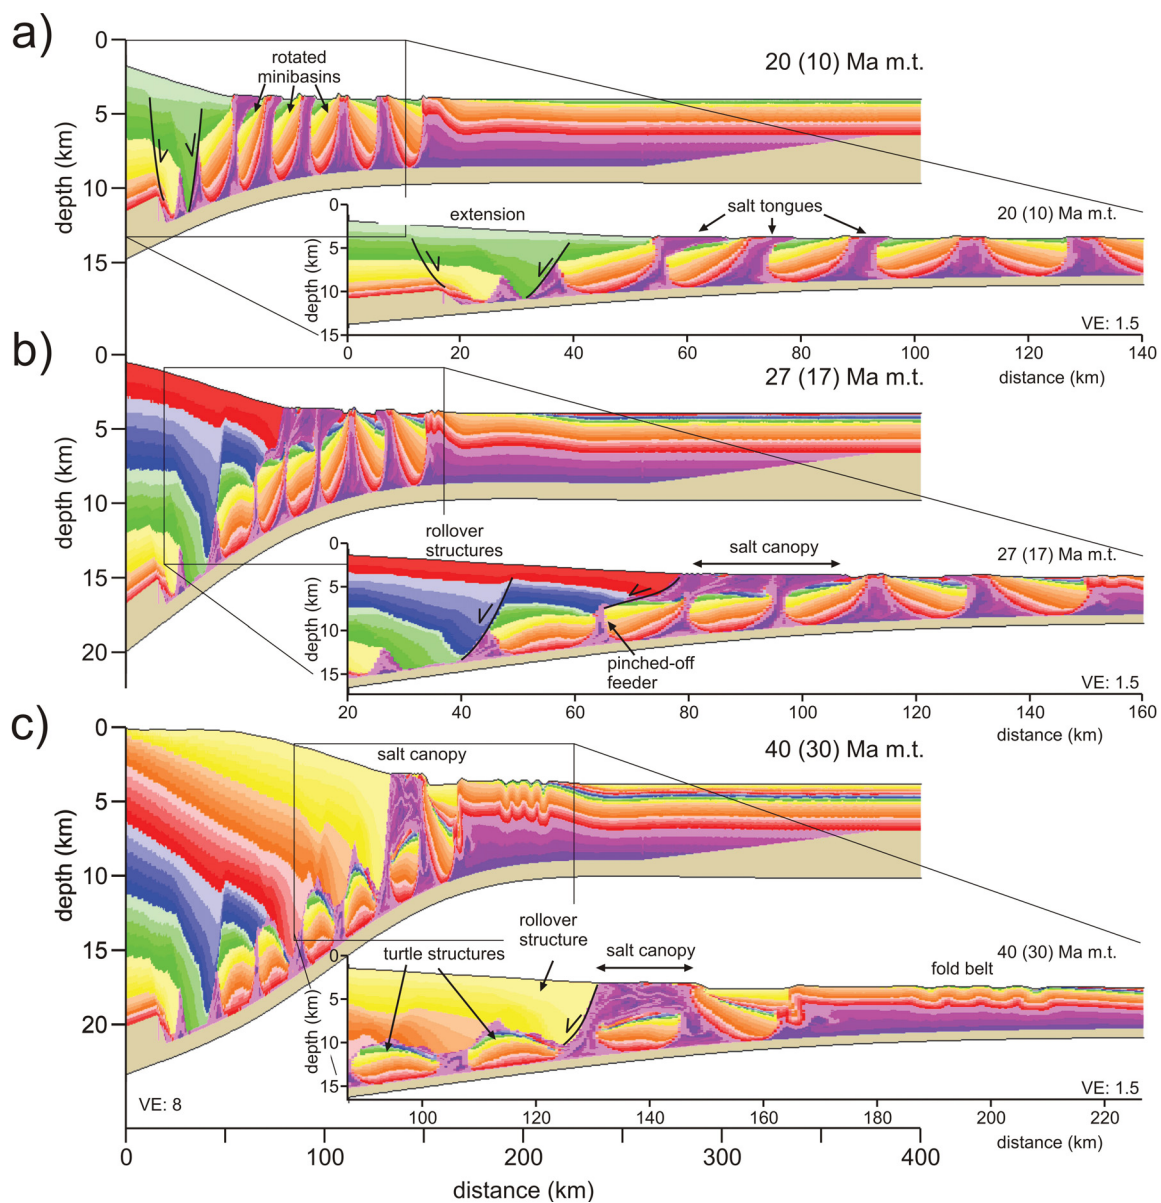 a)
0
5
10
15
depth (km)
rotated
minibasins
20 (10) Ma m.t.
extension
salt tongues
20 (10) Ma m.t.
0
5
10
15
depth (km)
VE: 1.5
0 20 40 60 80 100 120 140
distance (km)
b)
0
5
10
15
20
depth (km)
27 (17) Ma m.t.
rollover
structures
salt canopy
27 (17) Ma m.t.
0
5
10
15
depth (km)
pinched-off
feeder
VE: 1.5
20 40 60 80 100 120 140 160
distance (km)
c)
0
5
10
15
20
depth (km)
salt canopy
40 (30) Ma m.t.
rollover
structure
turtle structures
salt canopy
fold belt
40 (30) Ma m.t.
0
5
10
15
depth (km)
VE: 8
VE: 1.5
100 120 140 160 180 200 220
distance (km)
0 100 200 300 400
distance (km)